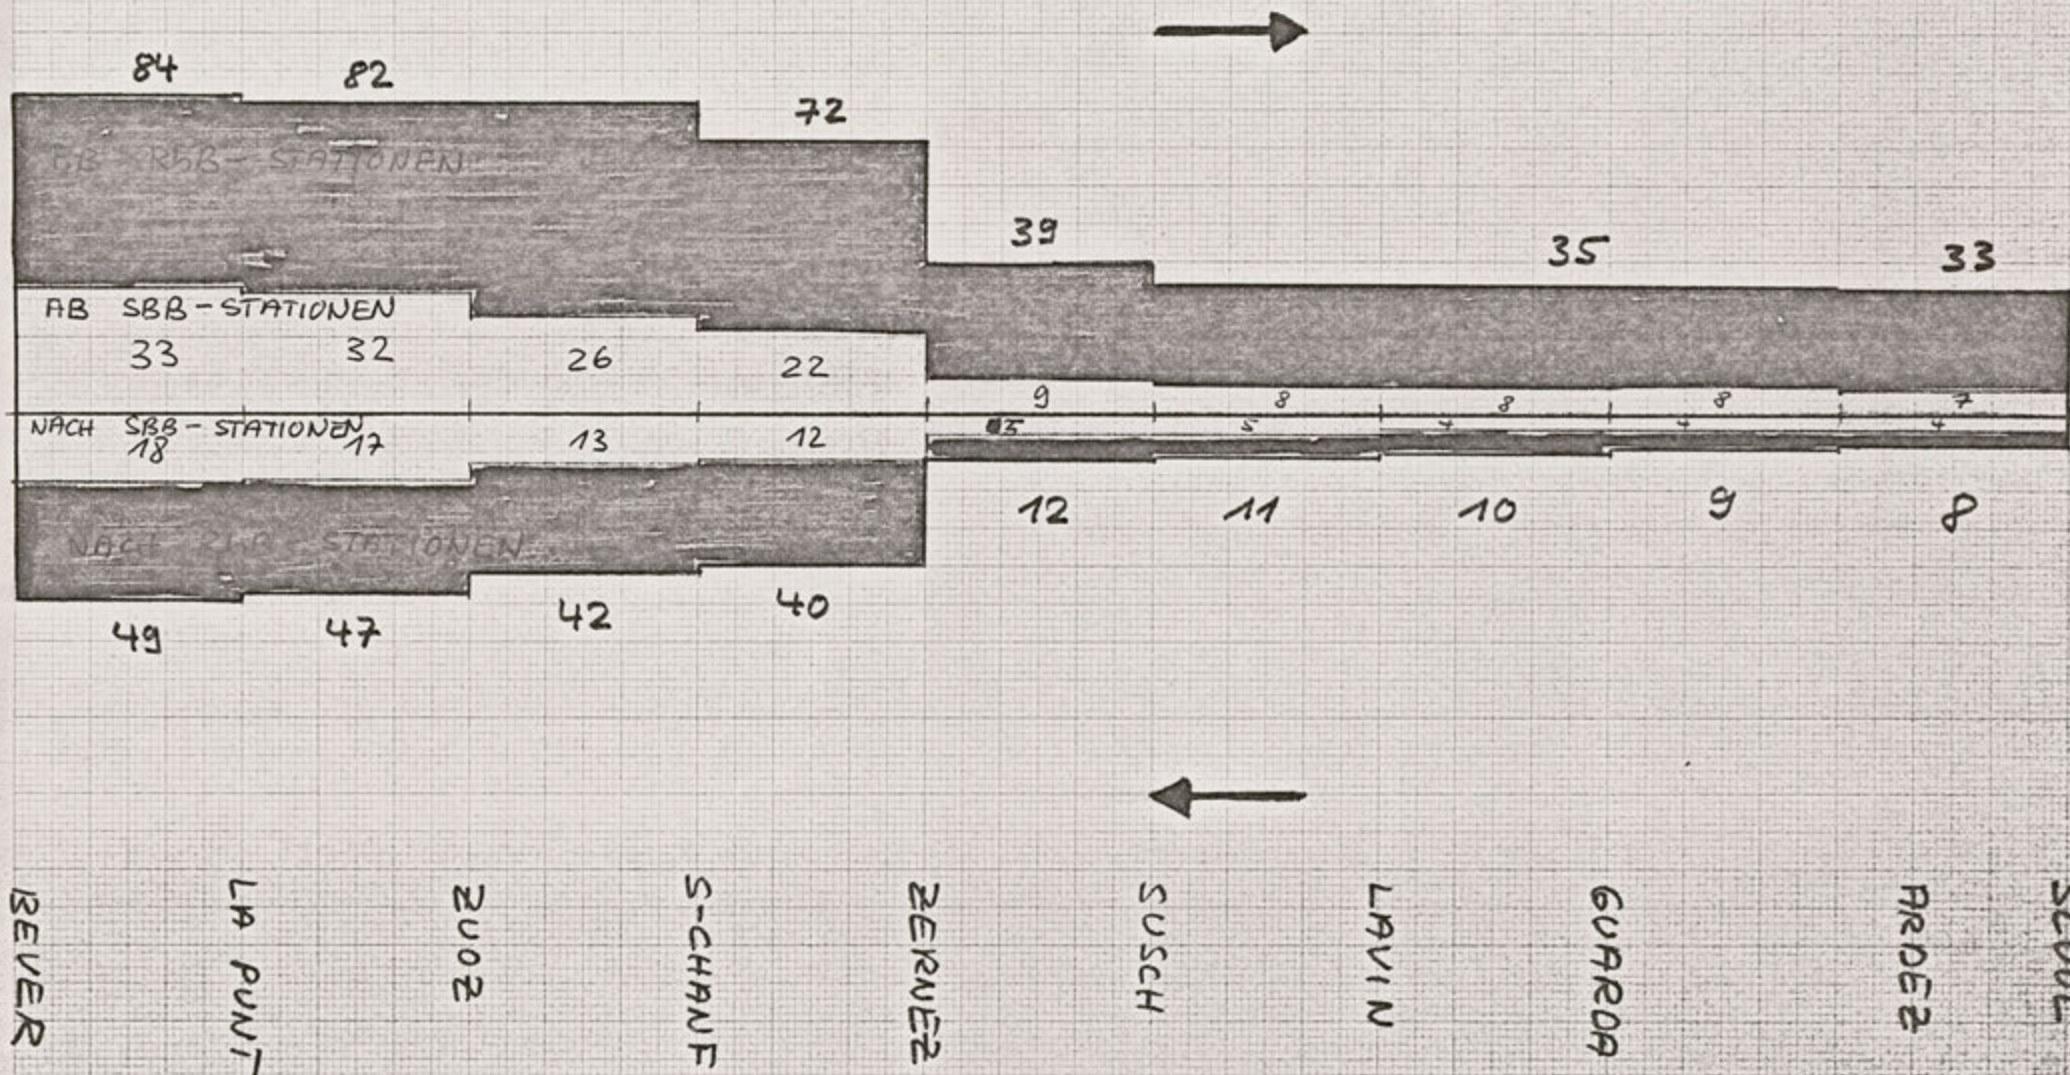 84
82
72
AB RhB - STATIONEN
39
35
33
AB SBB - STATIONEN
33
32
26
22
9
8
8
8
7
NACH SBB - STATIONEN
18
17
13
12
5
5
4
4
4
NACH RhB - STATIONEN
12
11
10
9
8
49
47
42
40
BEVER
LA PUNT
ZUOZ
S-CHANF
ZERNEZ
SUSCH
LAVIN
GUARDA
ARDEZ
SCUOL